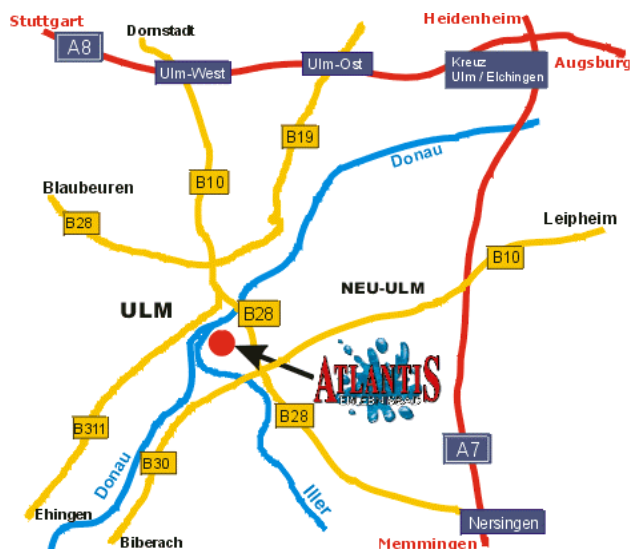 Stuttgart
A8
Dornstadt
Ulm-West
Ulm-Ost
Heidenheim
Kreuz
Ulm / Elchingen
Augsburg
B19
Donau
B10
Blaubeuren
B28
Leipheim
B10
NEU-ULM
ULM
B28
ATLANTIS
B311
B28
A7
Donau
B30
Iller
Ehingen
Nersingen
Biberach
Memmingen